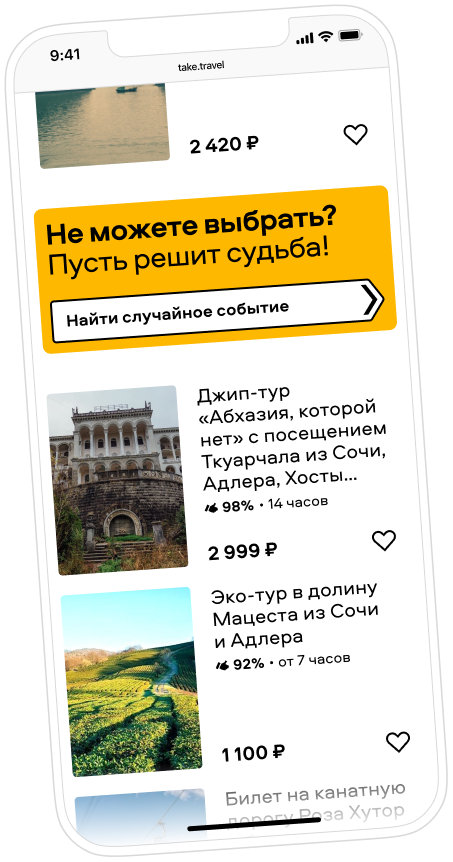 9:41
take.travel
2 420 ₽
Не можете выбрать?
Пусть решит судьба!
Найти случайное событие
Джип-тур
«Абхазия, которой
нет» с посещением
Ткуарчала из Сочи,
Адлера, Хосты...
98% • 14 часов
2 999 ₽
Эко-тур в долину
Мацеста из Сочи
и Адлера
92% • от 7 часов
1 100 ₽
Билет на канатную
дорогу Роза Хутор